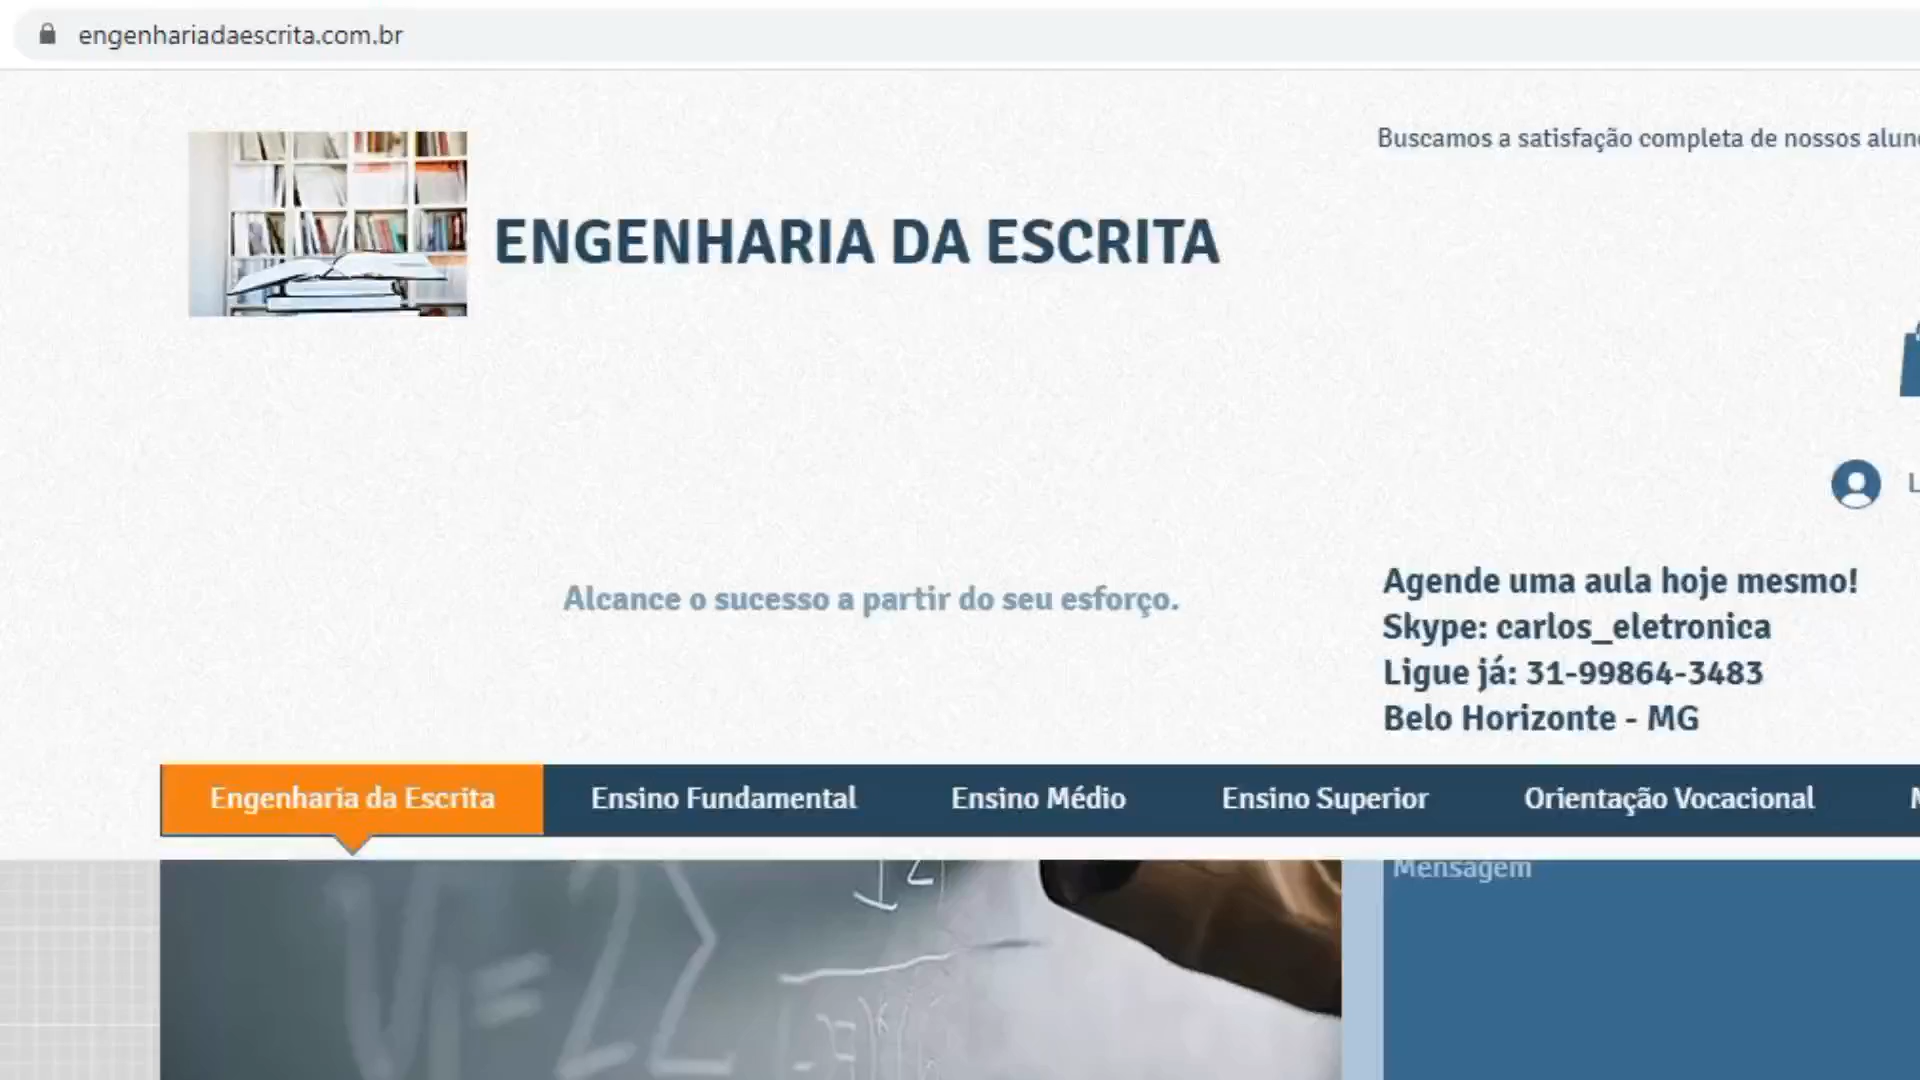 engenhariadaescrita.com.br
Buscamos a satisfação completa de nossos
ENGENHARIA DA ESCRITA
Alcance o sucesso a partir do seu esforço.
Agende uma aula hoje mesmo!
Skype: carlos_eletronica
Ligue já: 31-99864-3483
Belo Horizonte - MG
Engenharia da Escrita
Ensino Fundamental
Ensino Médio
Ensino Superior
Orientação Vocacional
Mensagem